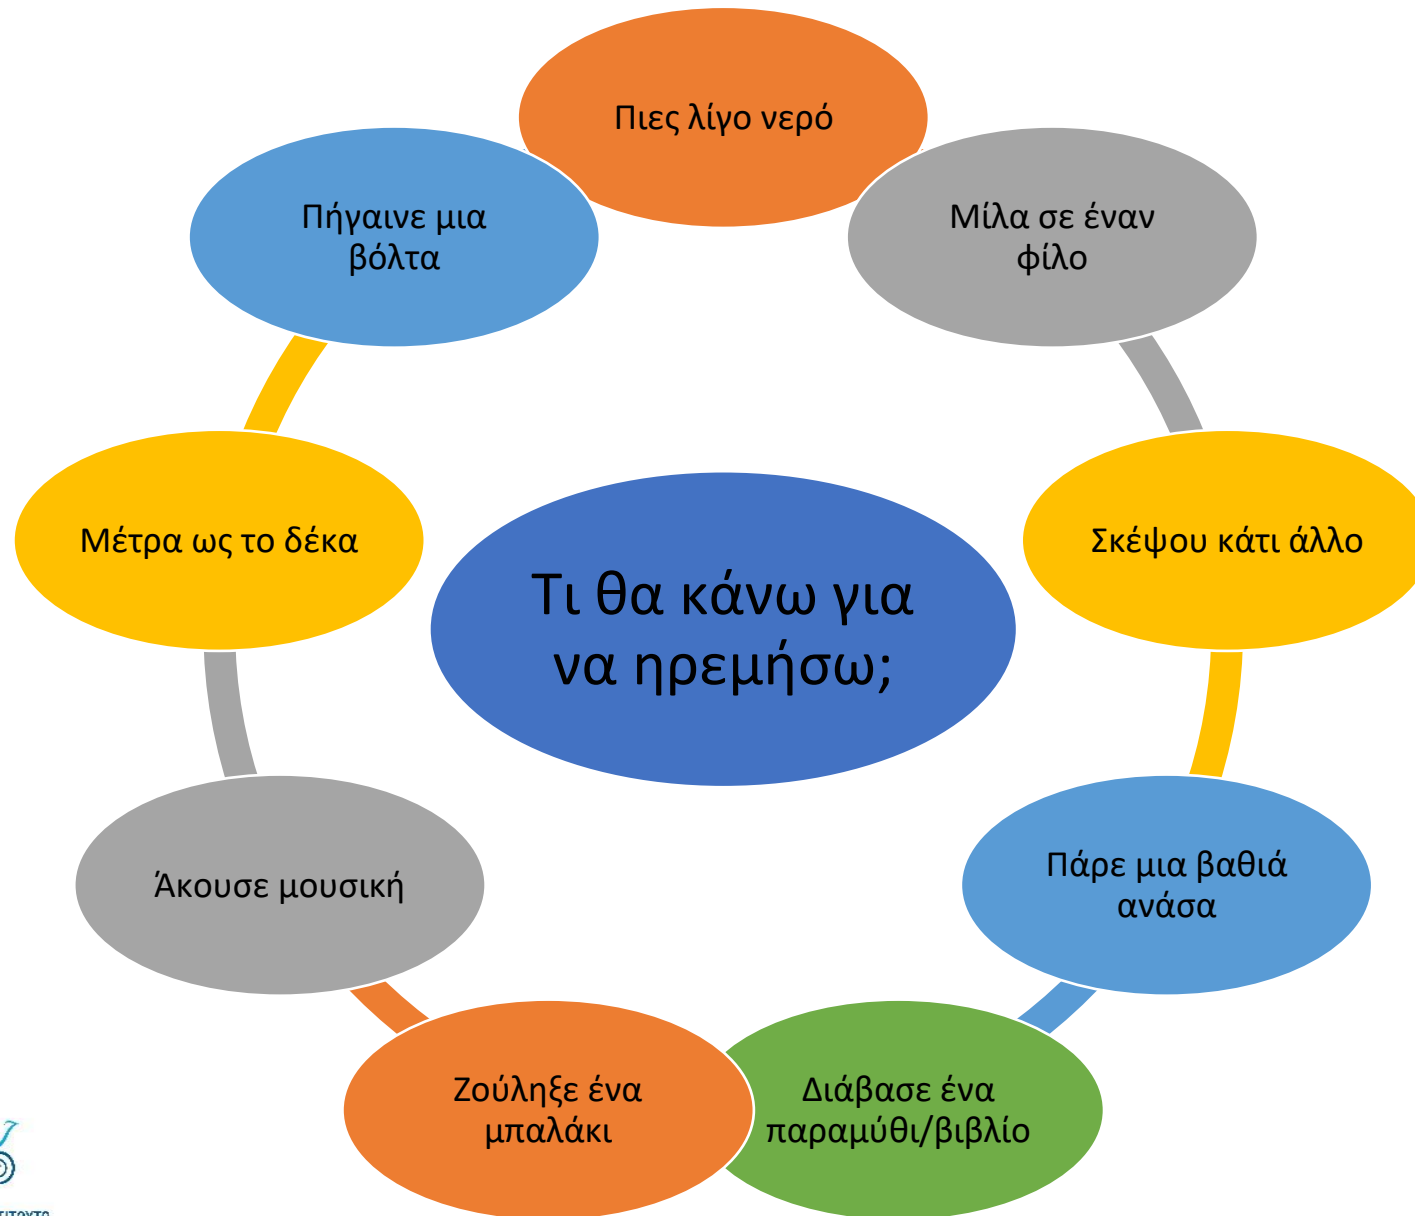 Πιες λίγο νερό
Μίλα σε έναν
φίλο
Σκέψου κάτι άλλο
Πάρε μια βαθιά
ανάσα
Διάβασε ένα
παραμύθι/βιβλίο
Ζούληξε ένα
μπαλάκι
Άκουσε μουσική
Μέτρα ως το δέκα
Πήγαινε μια
βόλτα
Τι θα κάνω για
να ηρεμήσω;